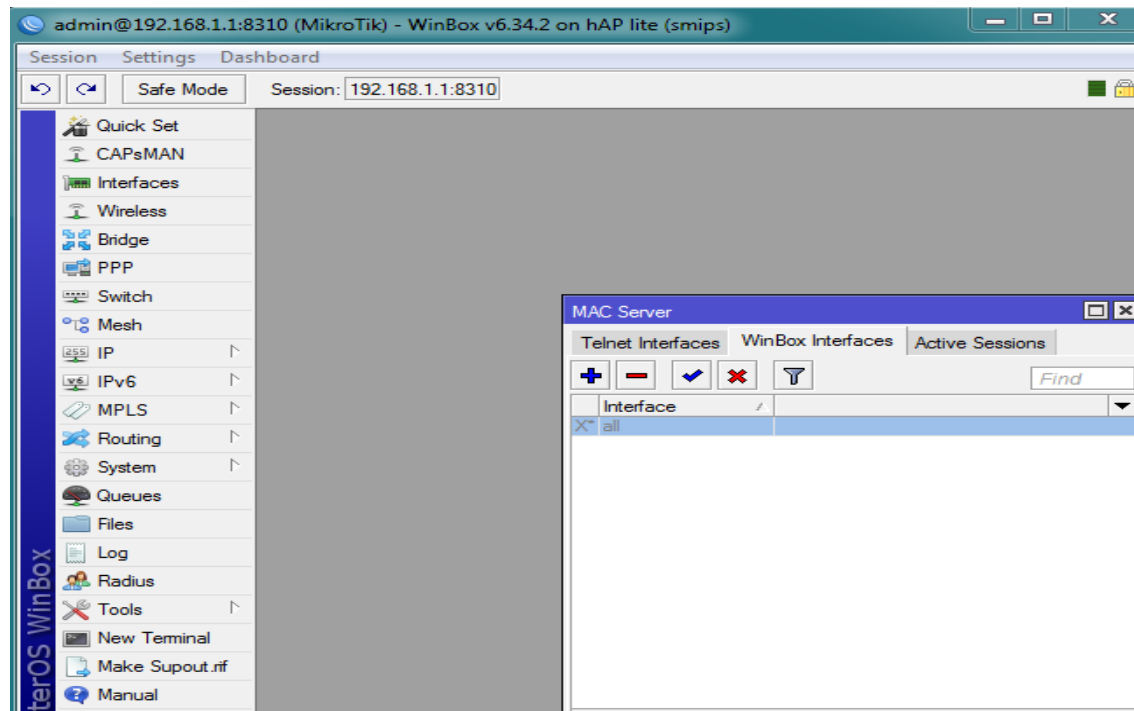 admin@192.168.1.1:8310 (MikroTik) - WinBox v6.34.2 on hAP lite (smips)
Session Settings Dashboard
Safe Mode Session: 192.168.1.1:8310
Quick Set
CAPsMAN
Interfaces
Wireless
Bridge
PPP
Switch
Mesh
255 IP
v6 IPv6
MPLS
Routing
System
Queues
Files
Log
Radius
Tools
New Terminal
Make Supout.rif
Manual
terOS WinBox
MAC Server
Telnet Interfaces WinBox Interfaces Active Sessions
Find
Interface
X* all